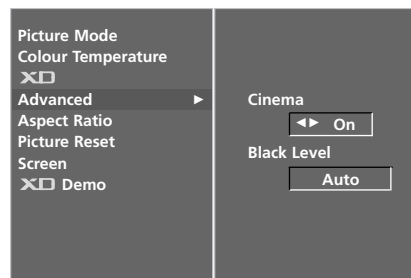 Picture Mode
Colour Temperature
XD
Advanced ►
Aspect Ratio
Picture Reset
Screen
XD Demo
Cinema
◄► On
Black Level
Auto